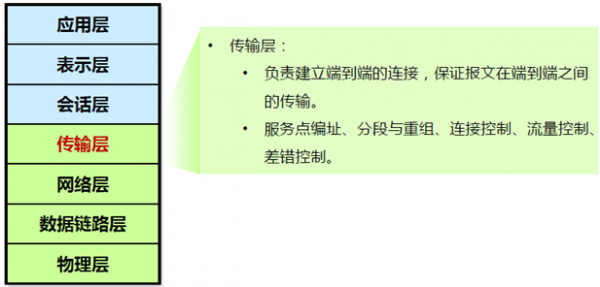 应用层
表示层
会话层
传输层
网络层
数据链路层
物理层
• 传输层：
• 负责建立端到端的连接，保证报文在端到端之间
的传输。
• 服务点编址、分段与重组、连接控制、流量控制、
差错控制。